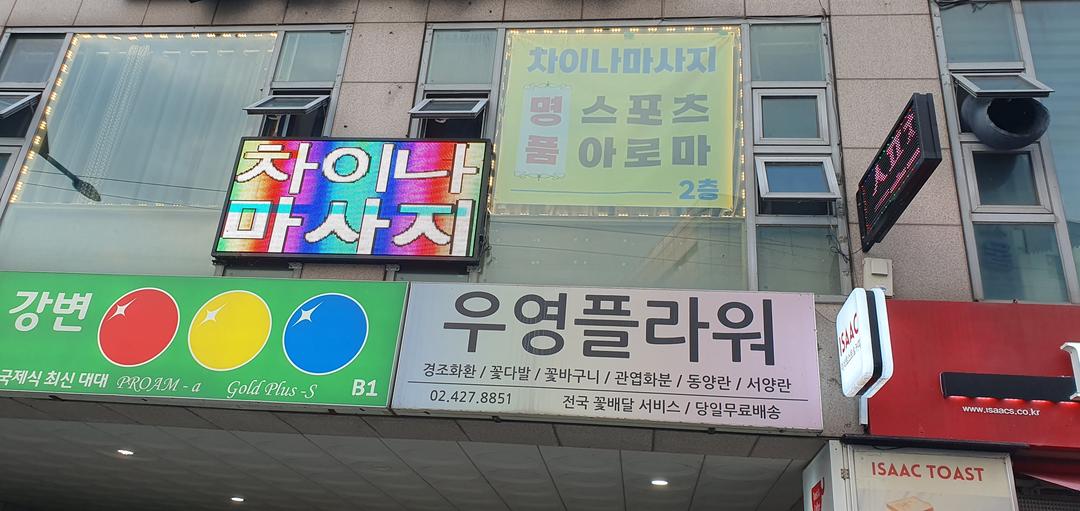 차이나마사지
명품
스포츠
아로마
2층
차이나
마사지
마사지
강변
국제식 최신 대대 PROAM - a Gold Plus - S B1
우영플라워
경조화환 / 꽃다발 / 꽃바구니 / 관엽화분 / 동양란 / 서양란
02.427.8851 전국 꽃배달 서비스 / 당일무료배송
ISAAC
www.isaacs.co.kr
ISAAC TOAST